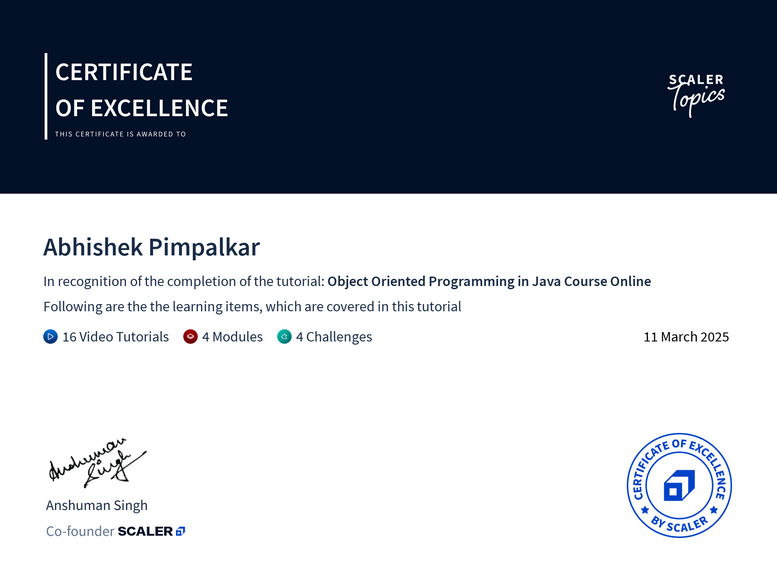 CERTIFICATE
OF EXCELLENCE
THIS CERTIFICATE IS AWARDED TO
SCALER
Topics
Abhishek Pimpalkar
In recognition of the completion of the tutorial: Object Oriented Programming in Java Course Online
Following are the the learning items, which are covered in this tutorial
16 Video Tutorials 4 Modules 4 Challenges 11 March 2025
Anshuman
Singh
Anshuman Singh
Co-founder SCALER
CERTIFICATE OF EXCELLENCE
BY SCALER